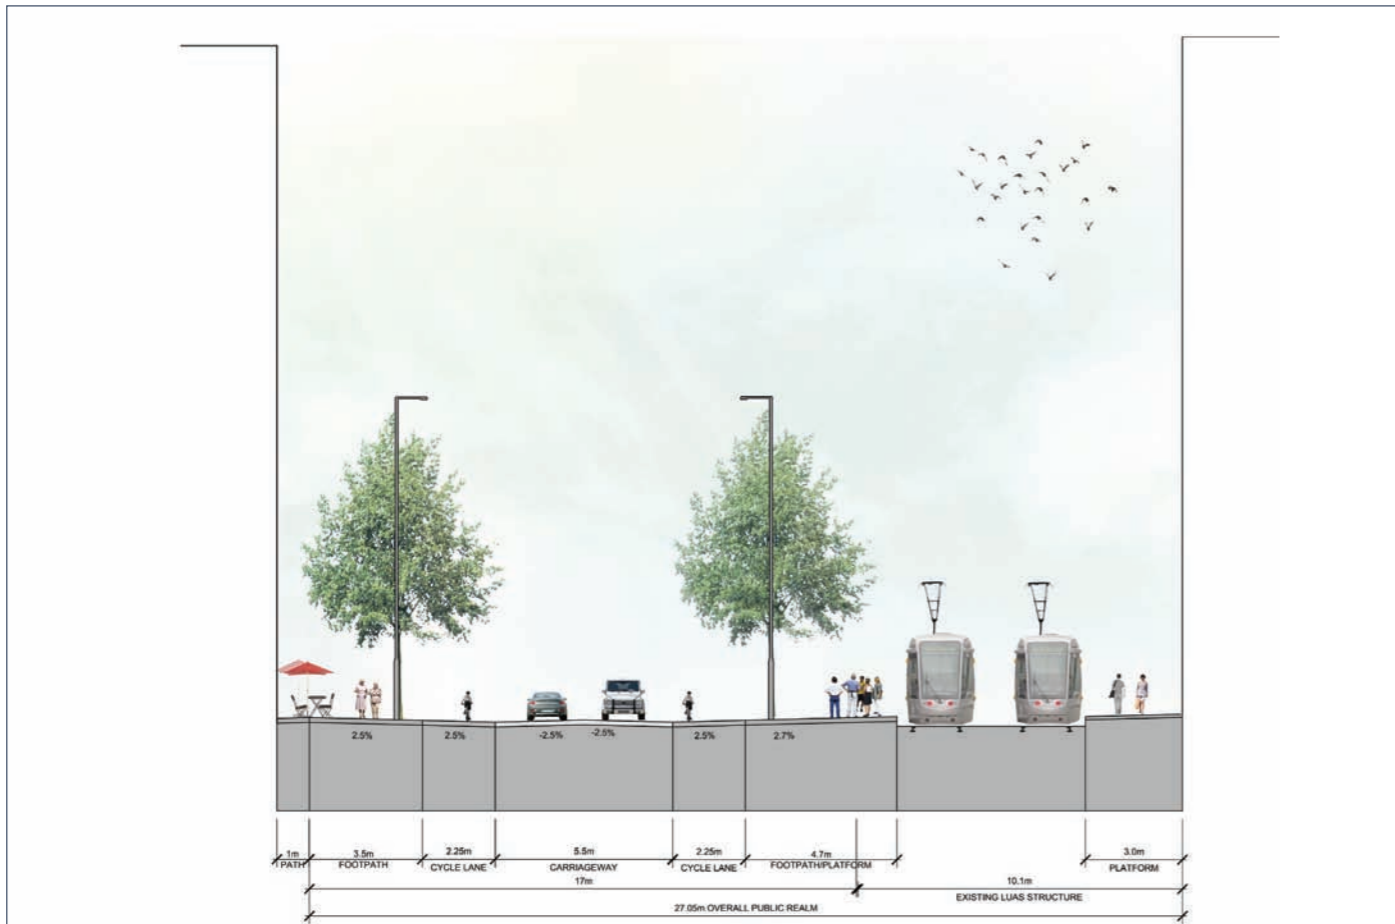 2.5% 2.5% -2.5% -2.5% 2.5% 2.7%
1m 3.5m 2.25m 5.5m 2.25m 4.7m 3.0m
PATH FOOTPATH CYCLE LANE CARRIAGEWAY CYCLE LANE FOOTPATH/PLATFORM PLATFORM
17m 10.1m
EXISTING LUAS STRUCTURE
27.05m OVERALL PUBLIC REALM